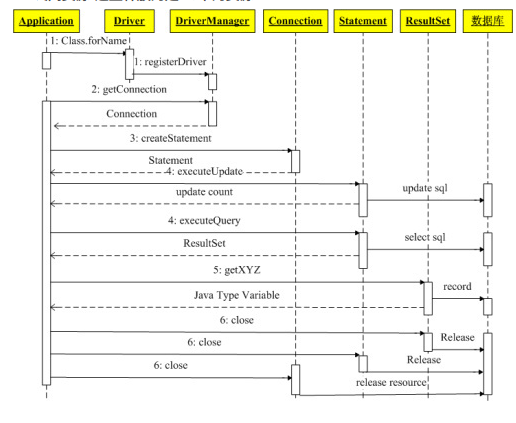 Application Driver DriverManager Connection Statement ResultSet 数据库
1: Class.forName
1: registerDriver
2: getConnection
Connection
3: createStatement
Statement
4: executeUpdate
update count
update sql
4: executeQuery
select sql
ResultSet
5: getXYZ
record
Java Type Variable
6: close
Release
6: close
Release
6: close
release resource